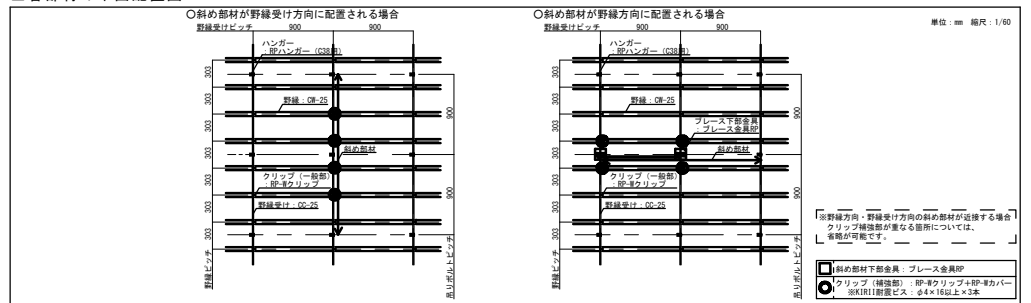 ○斜め部材が野縁受け方向に配置される場合
野縁受けピッチ 900 900
ハンガー
:RPハンガー (C38用)
303
303
303
303
303
303
303
野縁:CW-25
斜め部材
クリップ (一般部)
:RP-Wクリップ
野縁受け:CC-25
900
900
野縁ピッチ
吊りボルトピッチ
○斜め部材が野縁方向に配置される場合
野縁受けピッチ 900 900
ハンガー
:RPハンガー (C38用)
303
303
303
303
303
303
303
野縁:CW-25
ブレース下部金具
:ブレース金具RP
斜め部材
クリップ (一般部)
:RP-Wクリップ
野縁受け:CC-25
900
900
野縁ピッチ
吊りボルトピッチ
単位:mm 縮尺:1/60
※野縁方向・野縁受け方向の斜め部材が近接する場合
クリップ補強部が重なる箇所については、
省略が可能です。
斜め部材下部金具:ブレース金具RP
クリップ (補強部) :RP-Wクリップ+RP-Wカバー
※KIRII耐震ビス:φ4×16以上×3本